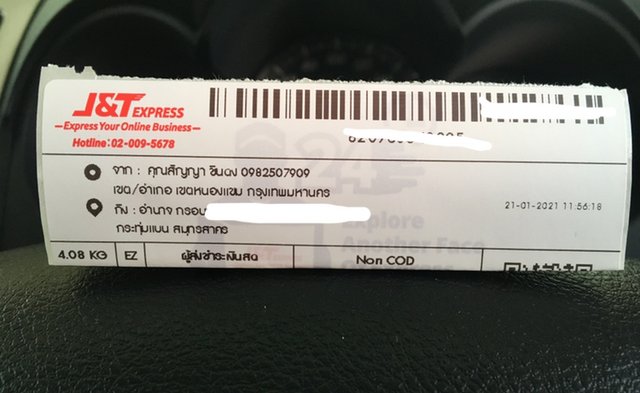 J&T EXPRESS
—Express Your Online Business—
Hotline:02-009-5678
จาก : คุณสัญญา 0982507909
เขต/อำเภอ เขตหนองแขม กรุงเทพมหานคร
ถึง : อำนาจ กรอบ
21-01-2021 11:56:18
กระทุ่มแบน สมุทรสาคร
24
Explore
Another Face
4.08 KG EZ ผู้ส่งชำระเงินสด Non COD